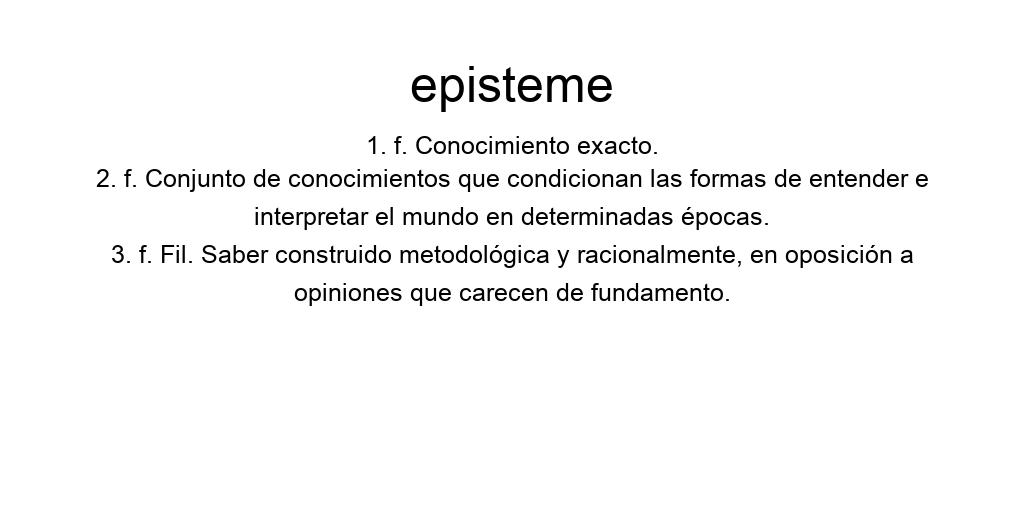 episteme
1. f. Conocimiento exacto.
2. f. Conjunto de conocimientos que condicionan las formas de entender e
interpretar el mundo en determinadas épocas.
3. f. Fil. Saber construido metodológica y racionalmente, en oposición a
opiniones que carecen de fundamento.